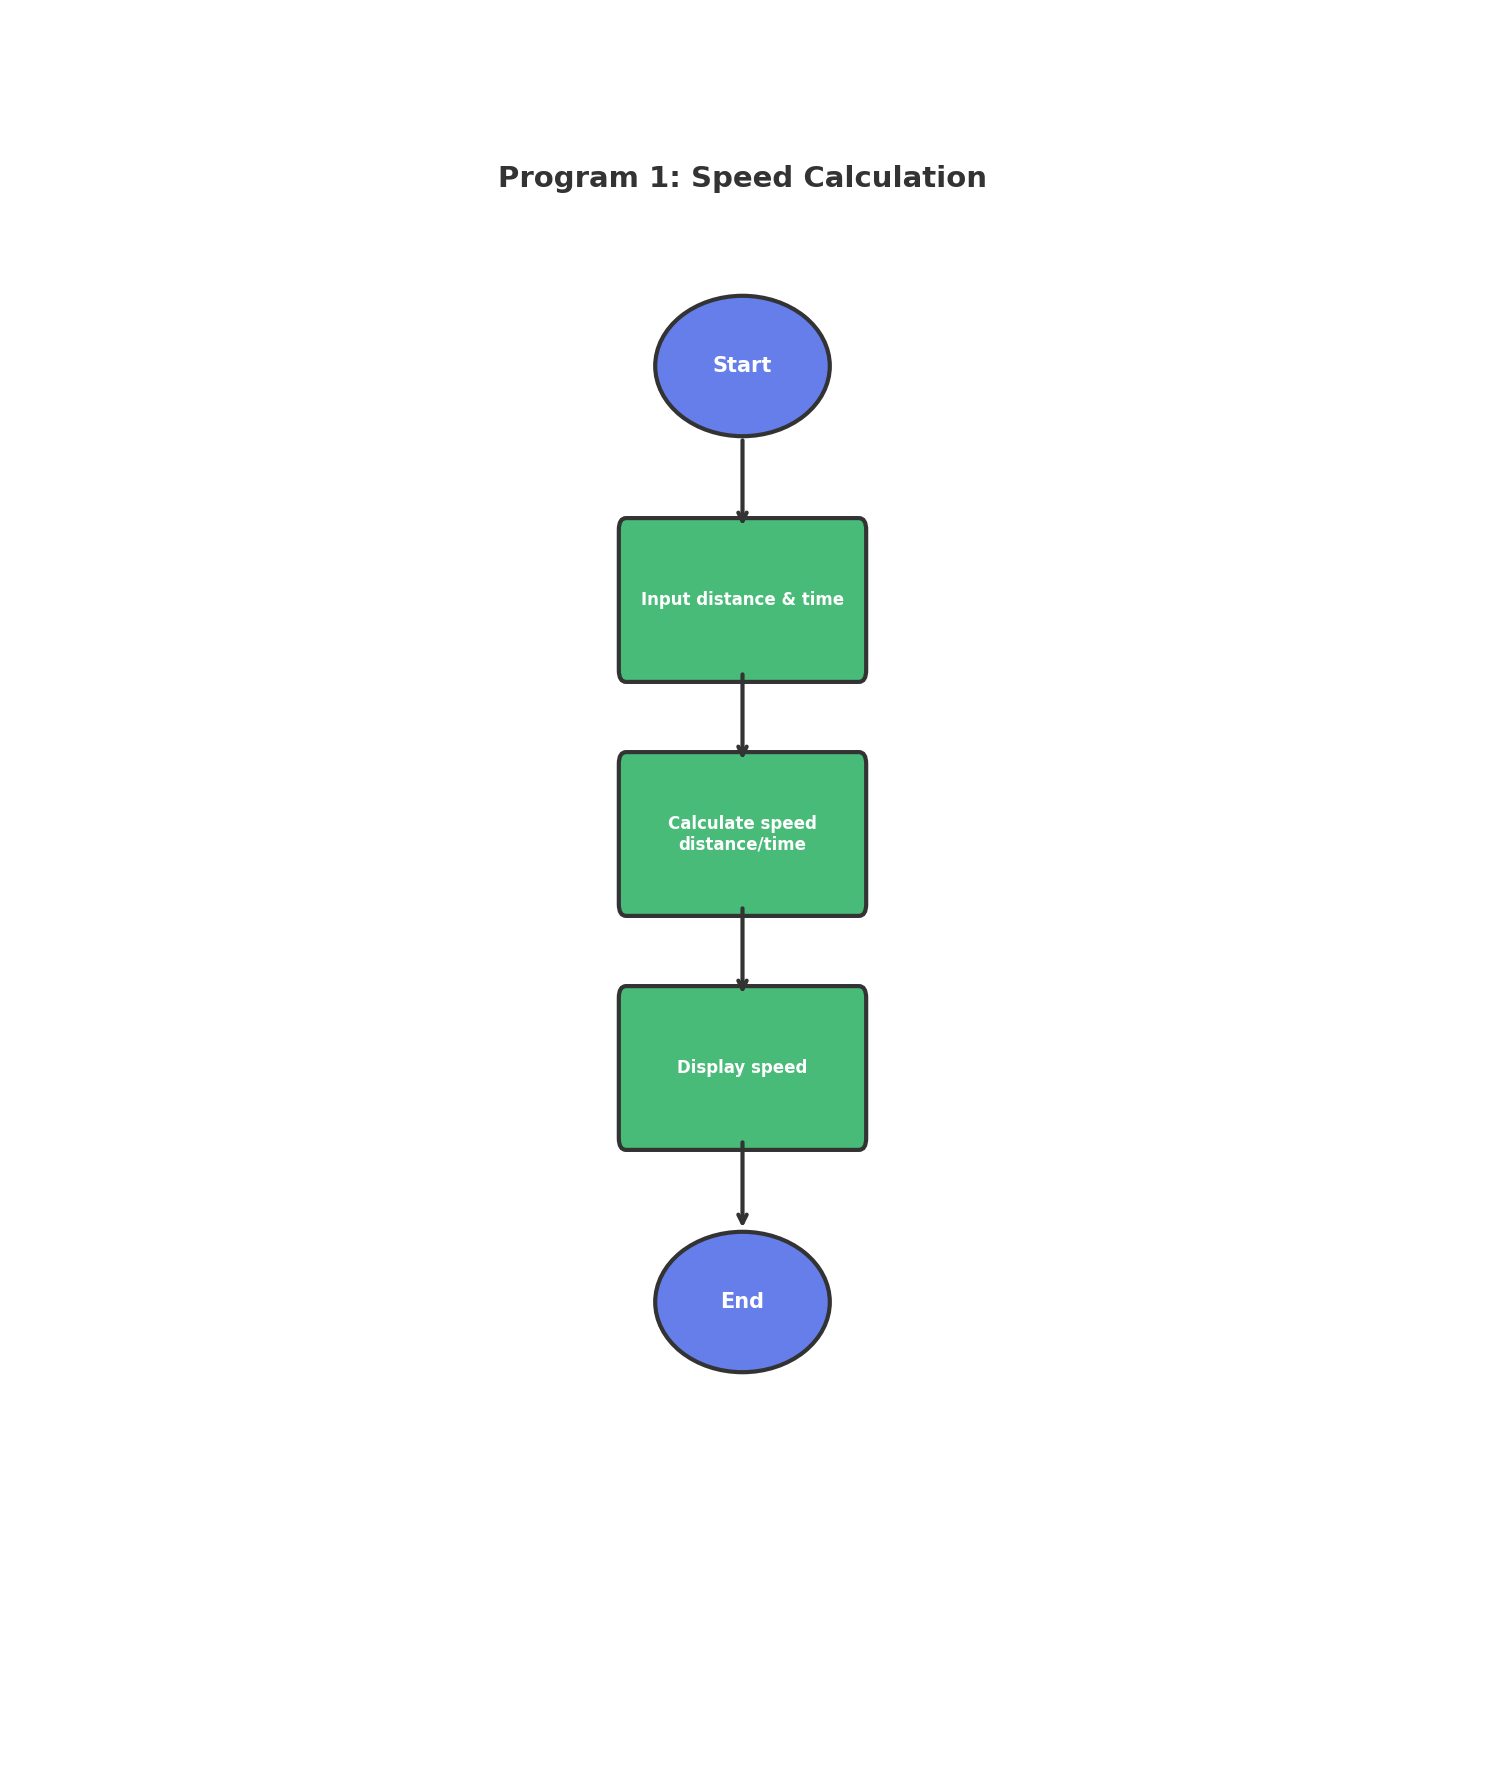 Program 1: Speed Calculation
Start
Input distance & time
Calculate speed
distance/time
Display speed
End